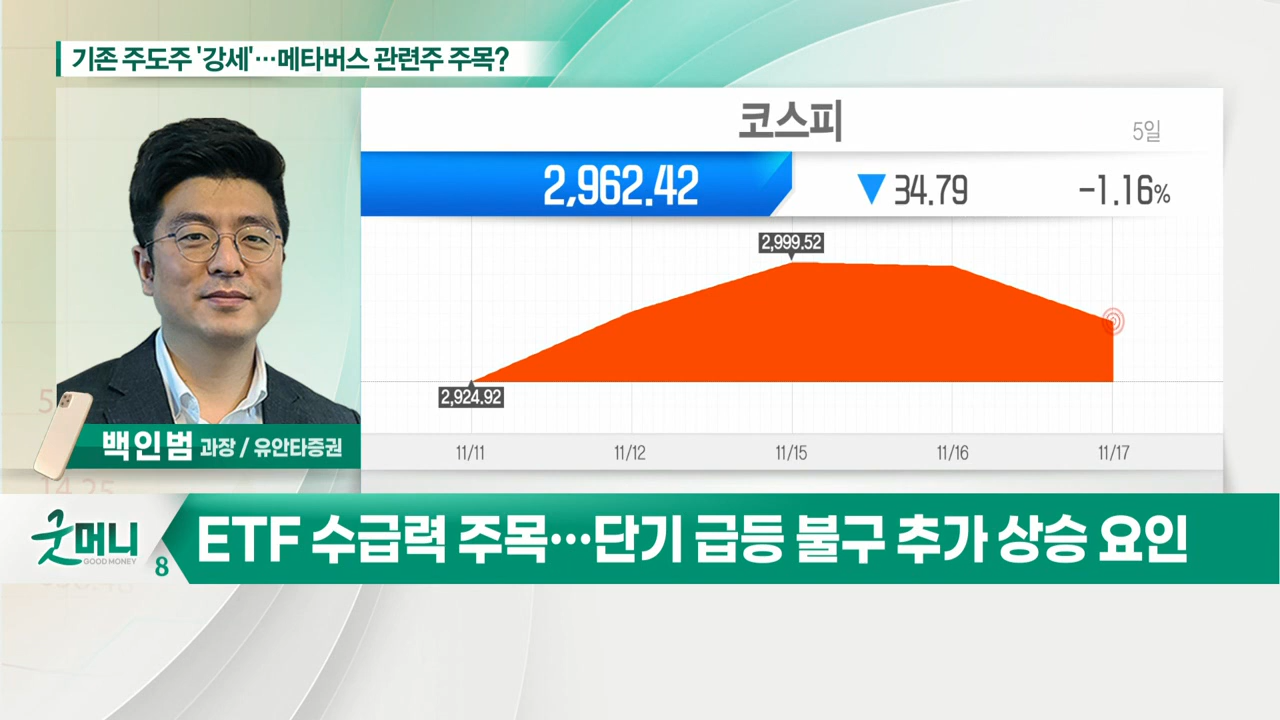 기존 주도주 '강세'…메타버스 관련주 주목?
코스피
5일
2,962.42 ▼ 34.79 -1.16%
2,999.52
2,924.92
11/11 11/12 11/15 11/16 11/17
백인범 과장 / 유안타증권
굿머니
GOOD MONEY
8
ETF 수급력 주목…단기 급등 불구 추가 상승 요인